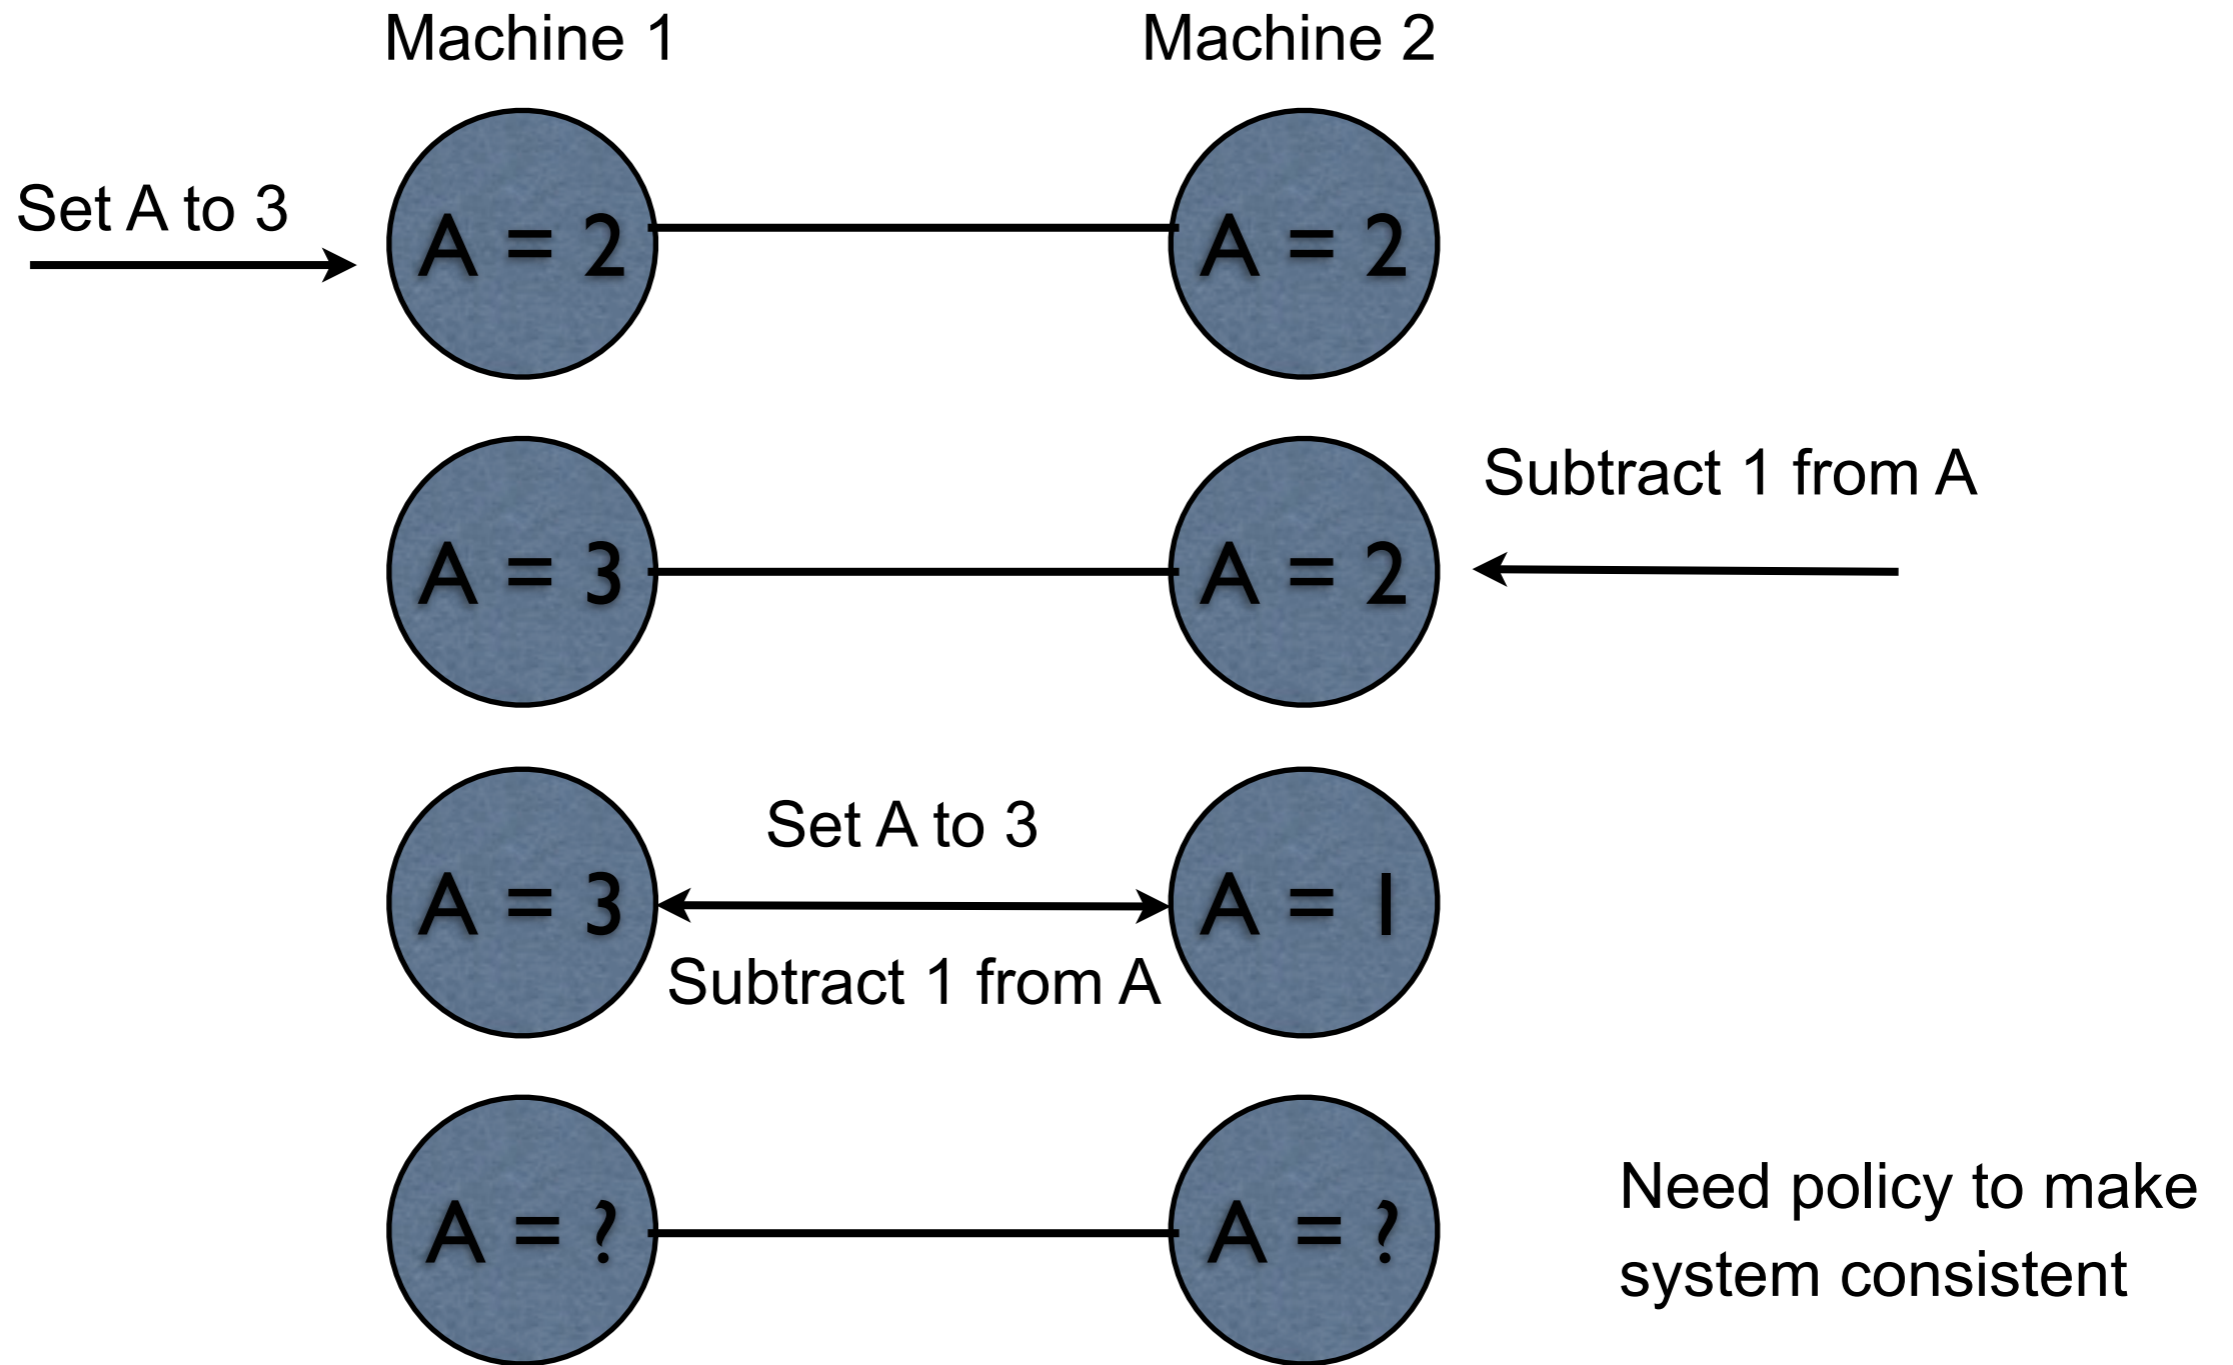 Machine 1
Machine 2
Set A to 3
A = 2
A = 2
Subtract 1 from A
A = 3
A = 2
Set A to 3
A = 3
A = 1
Subtract 1 from A
A = ?
A = ?
Need policy to make
system consistent